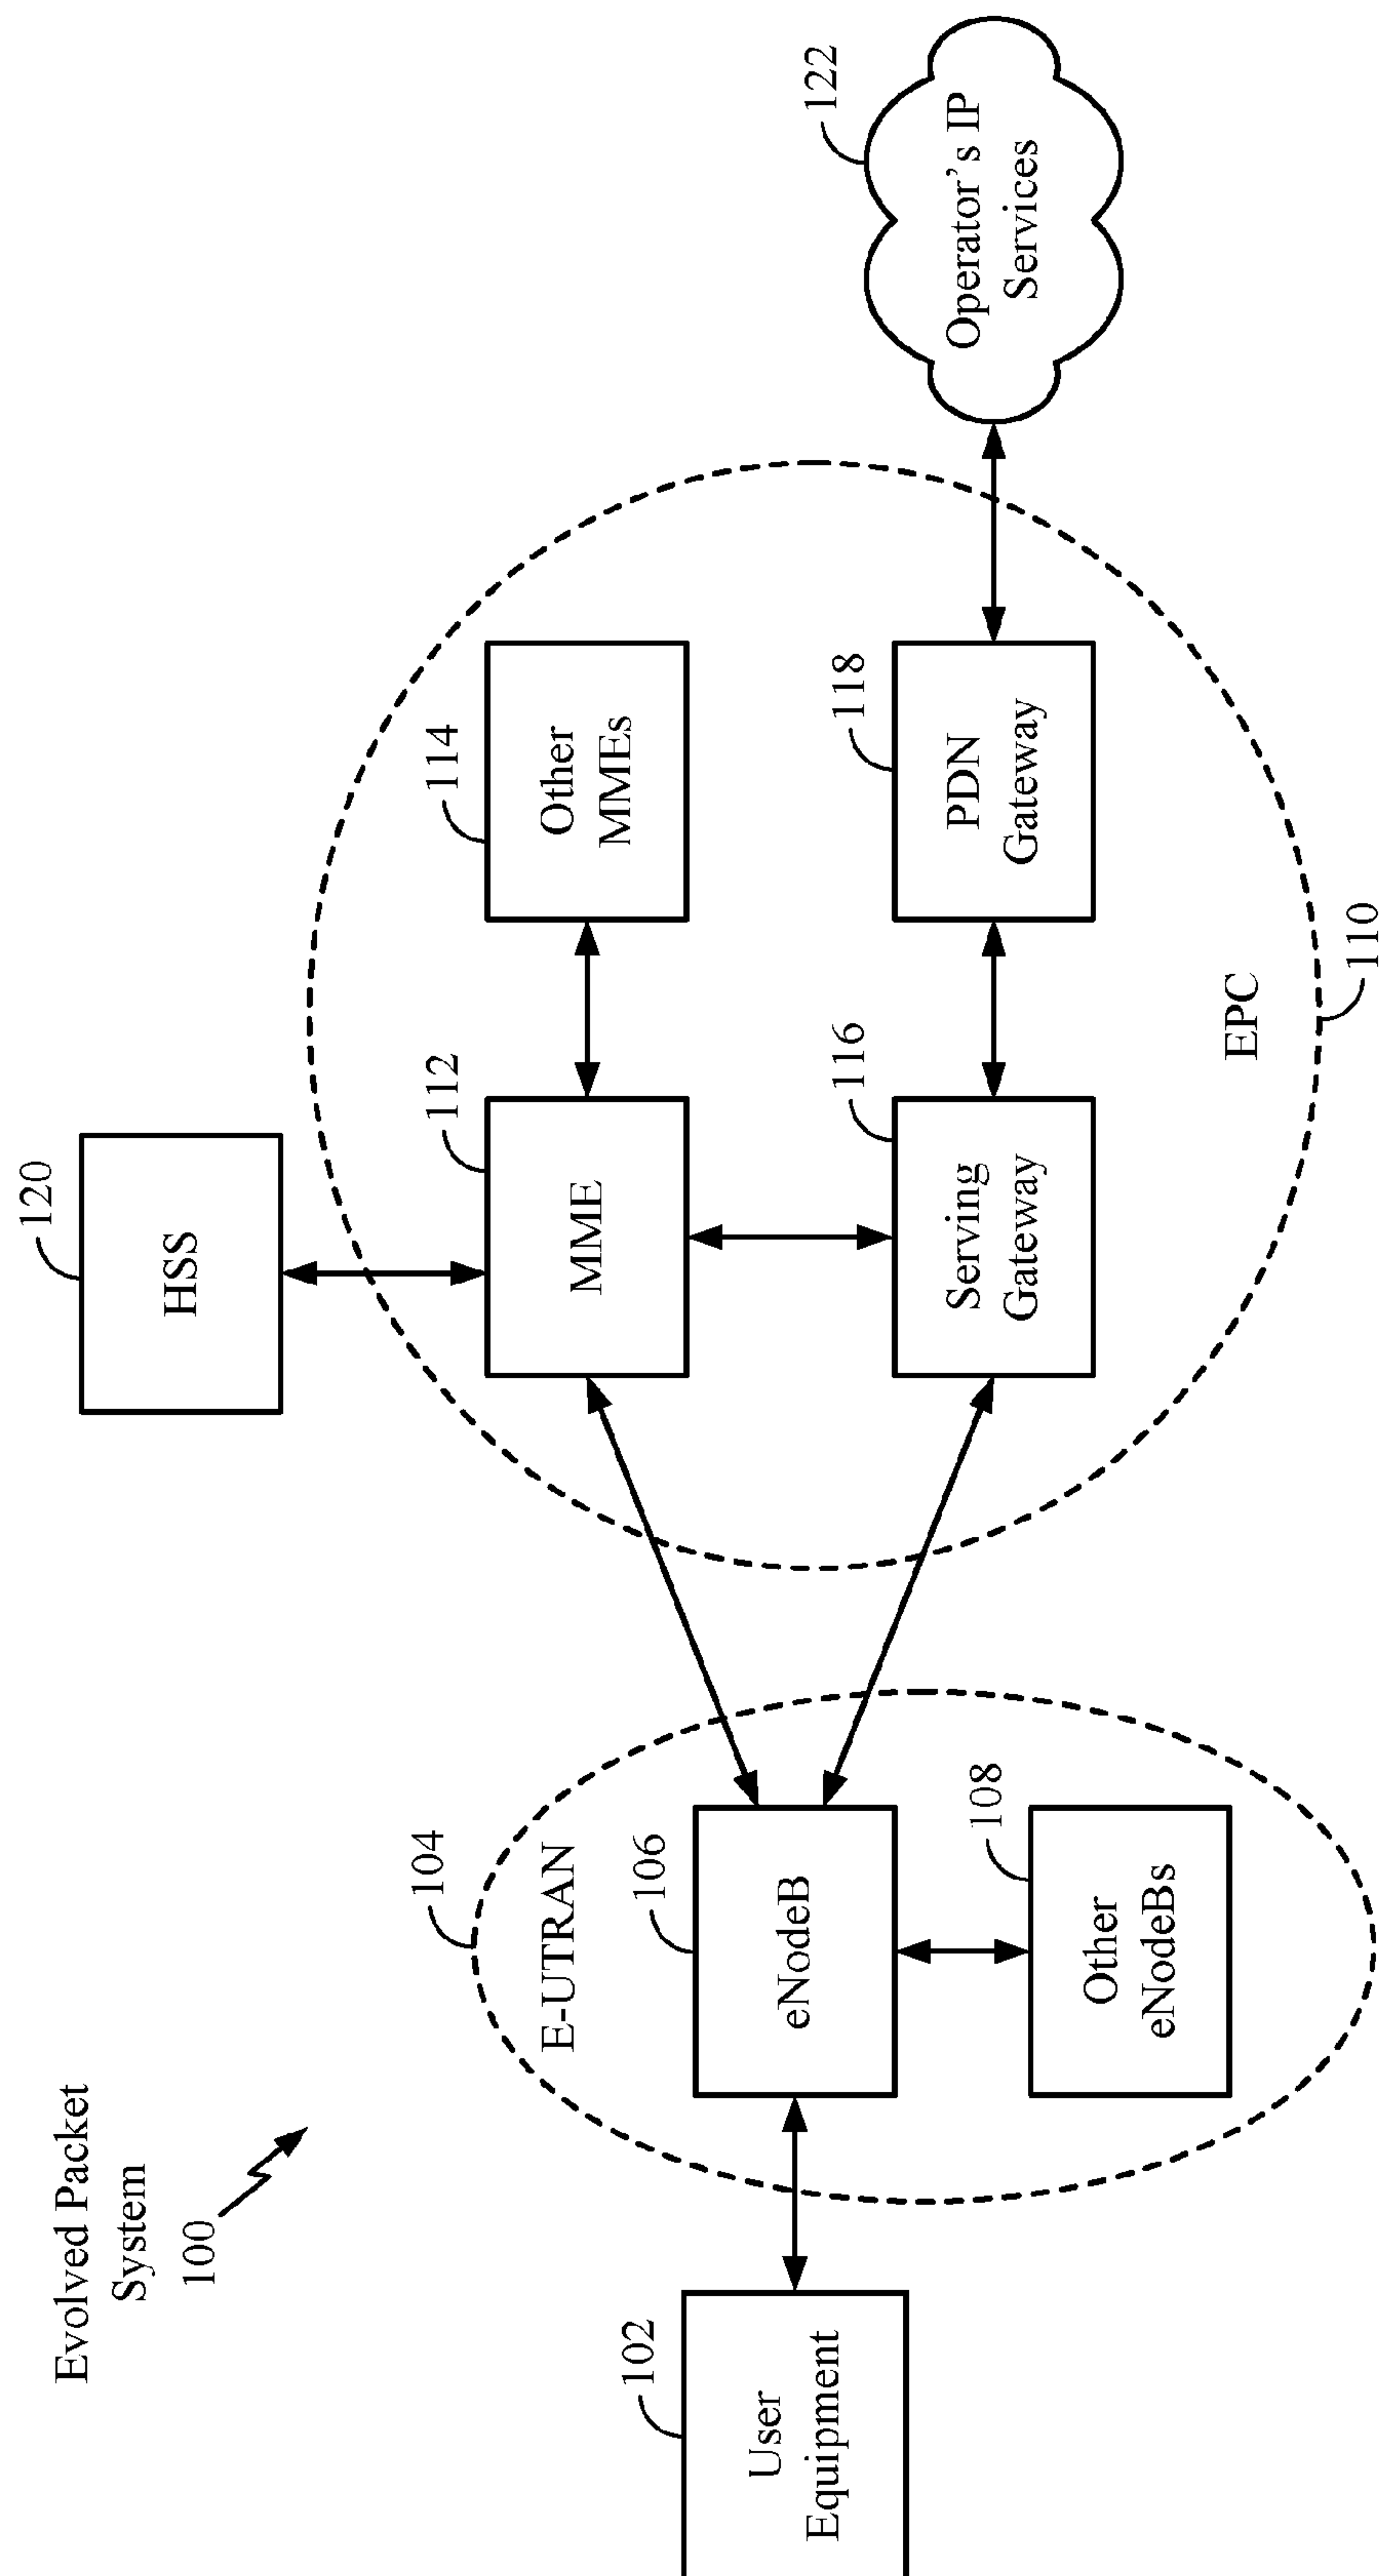 Evolved Packet
System
100
102
User
Equipment
104
E-UTRAN
106
eNodeB
108
Other
eNodeBs
120
HSS
112
MME
114
Other
MMEs
116
Serving
Gateway
118
PDN
Gateway
EPC
110
122
Operator's IP
Services